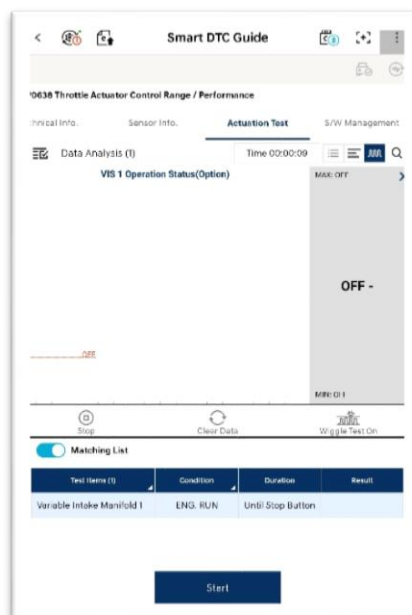 Smart DTC Guide
P0638 Throttle Actuator Control Range / Performance
hnical Info. Sensor Info. Actuation Test S/W Management
Data Analysis (1) Time 00:00:09
VIS 1 Operation Status(Option) MAX: OFF
OFF -
OFF
MIN: OFF
Stop Clear Data Wiggle Test On
Matching List
Test Items (1) Condition Duration Result
Variable Intake Manifold 1 ENG. RUN Until Stop Button
Start